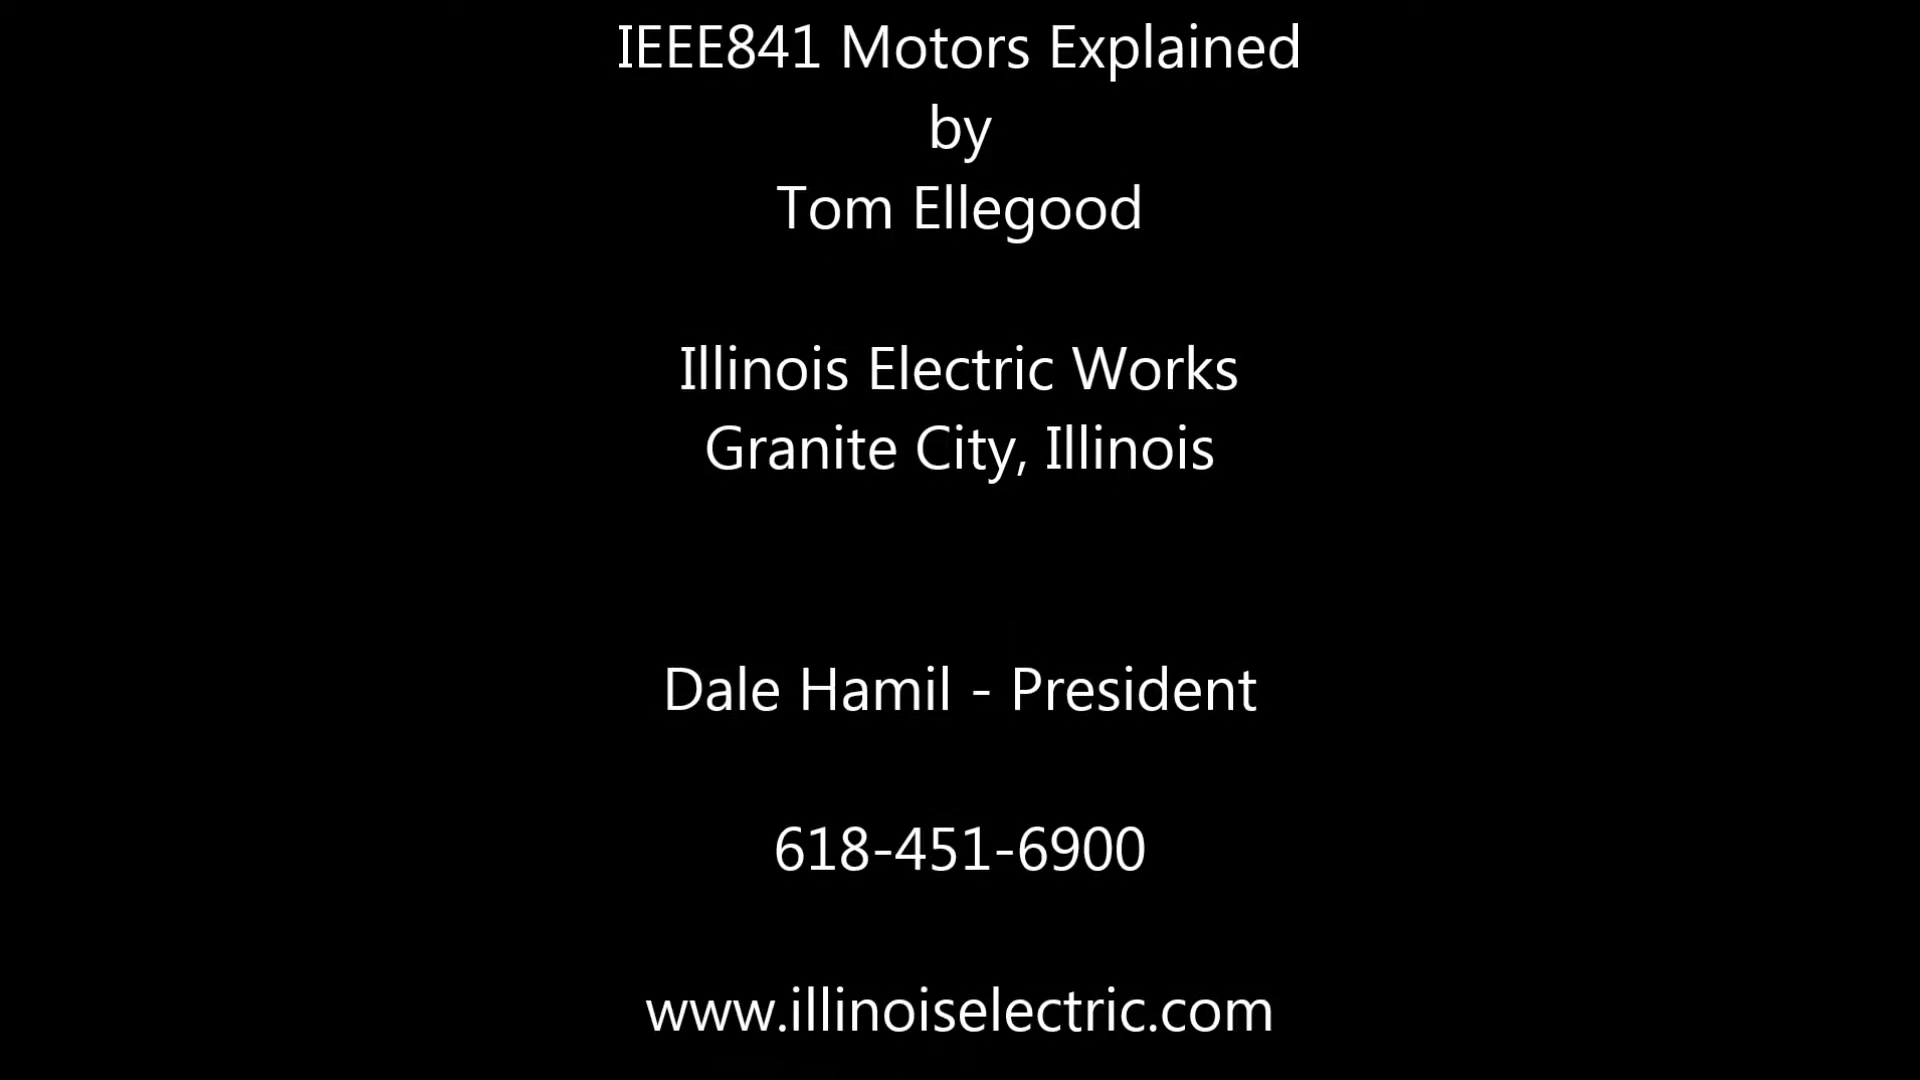 IEEE841 Motors Explained
by
Tom Ellegood
Illinois Electric Works
Granite City, Illinois
Dale Hamil - President
618-451-6900
www.illinoiselectric.com